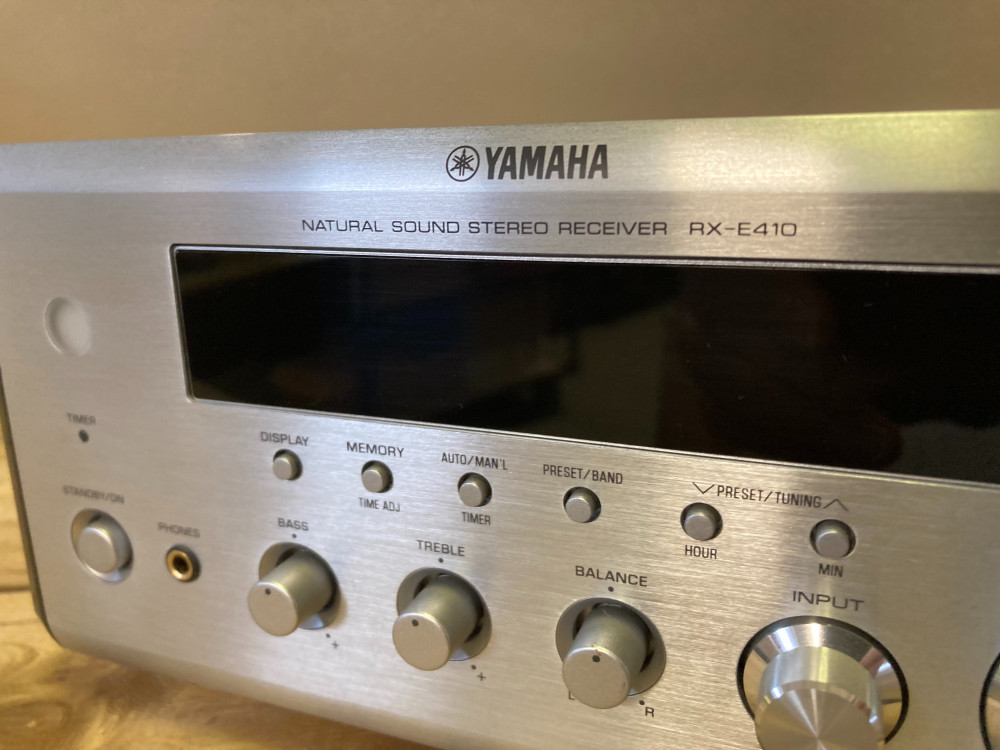 YAMAHA
NATURAL SOUND STEREO RECEIVER RX-E410
TIMER
DISPLAY
MEMORY
AUTO/MAN'L
PRESET/BAND
PRESET/TUNING
TIME ADJ
TIMER
HOUR
MIN
STANDBY/ON
PHONES
BASS
TREBLE
BALANCE
INPUT
+
+
L
R